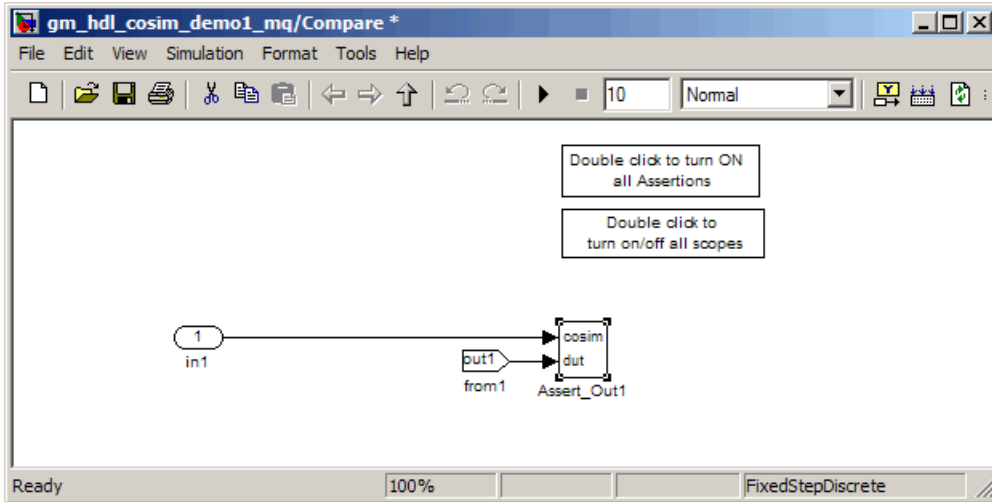 gm_hdl_cosim_demo1_mq/Compare *
File Edit View Simulation Format Tools Help
10 Normal
Double click to turn ON
all Assertions
Double click to
turn on/off all scopes
1
in1
out1
from1
cosim
dut
Assert_Out1
Ready 100% FixedStepDiscrete